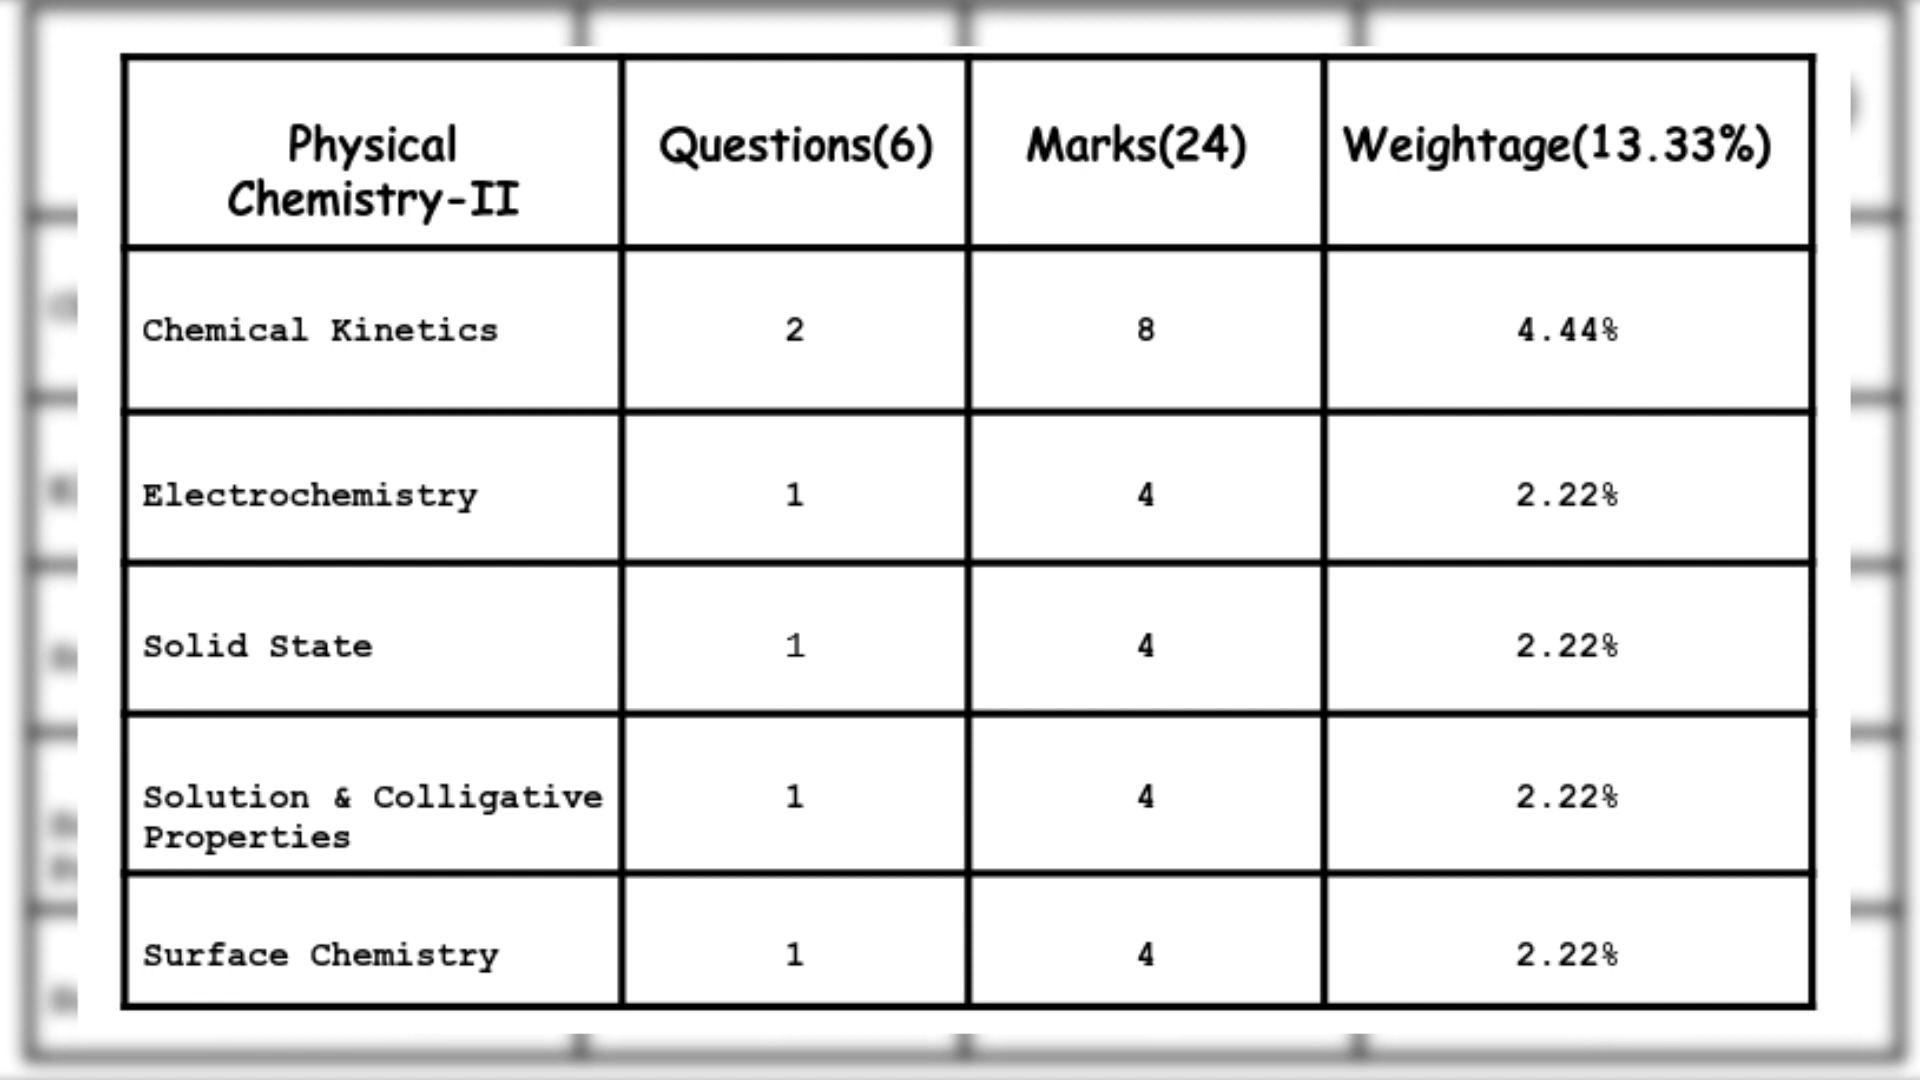 Physical
Chemistry-II
Questions(6)
Marks(24)
Weightage(13.33%)
Chemical Kinetics
2
8
4.44%
Electrochemistry
1
4
2.22%
Solid State
1
4
2.22%
Solution & Colligative
Properties
1
4
2.22%
Surface Chemistry
1
4
2.22%